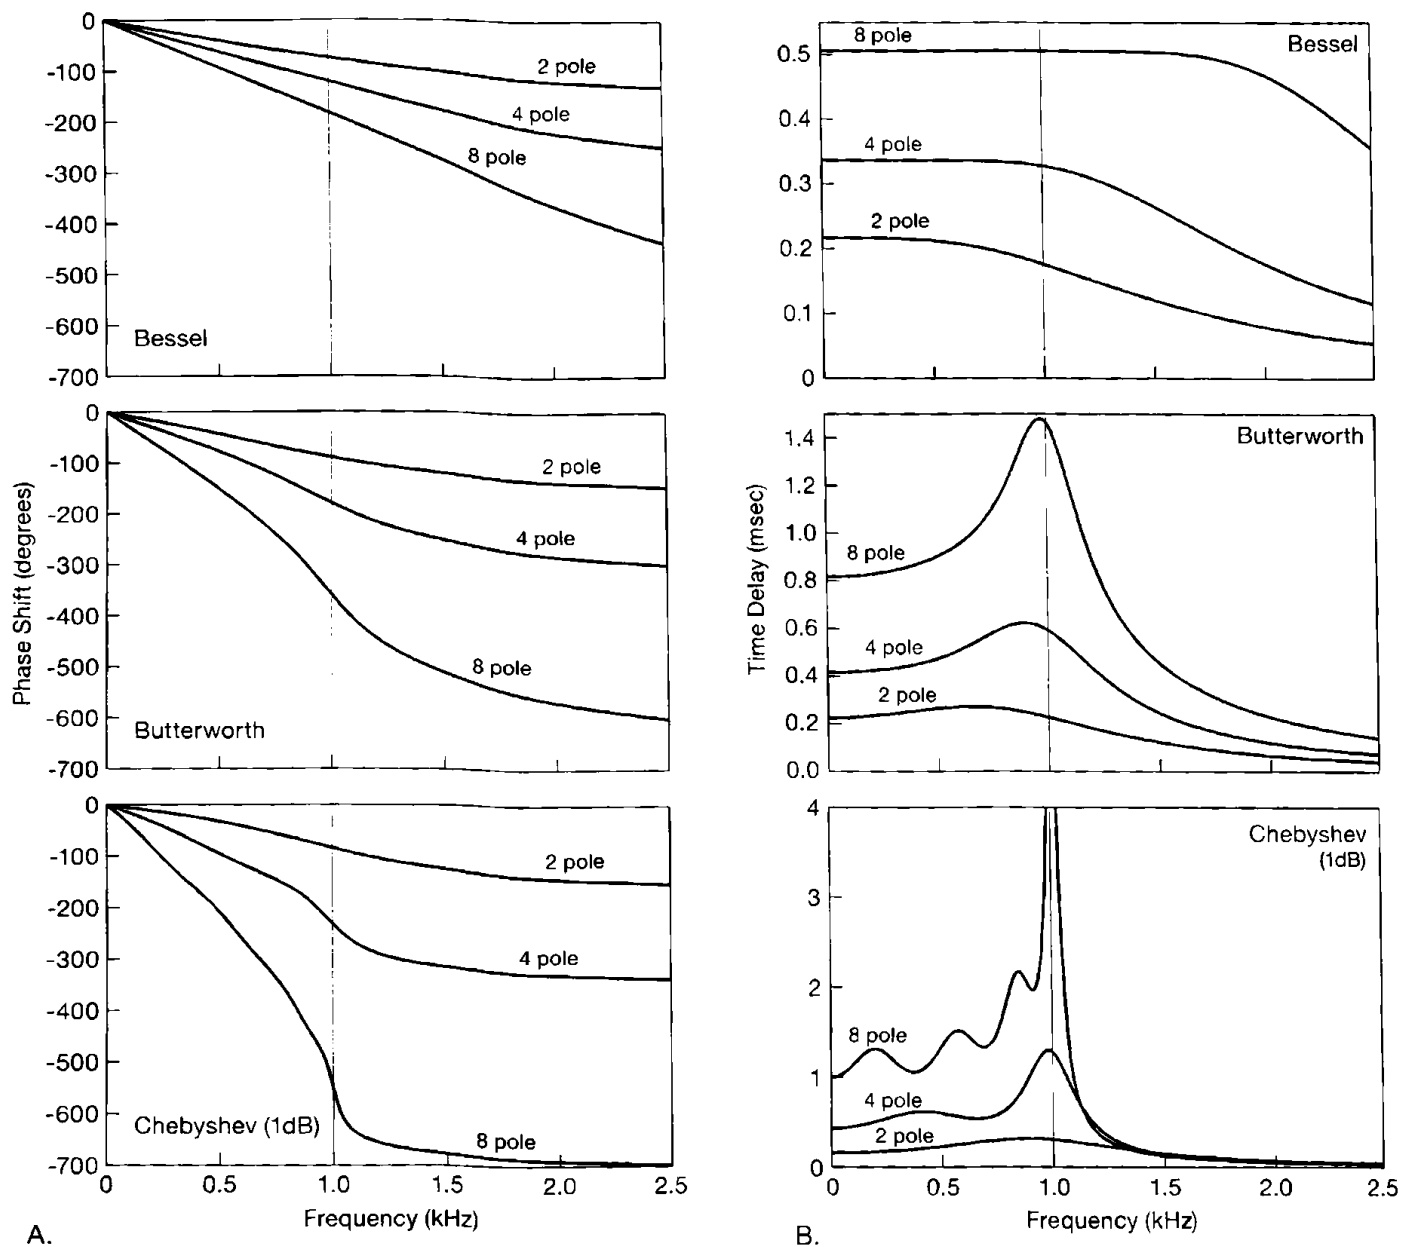 0
-100
-200
-300
-400
-500
-600
-700
2 pole
4 pole
8 pole
Bessel
0.5
0.4
0.3
0.2
0.1
0
8 pole
4 pole
2 pole
Bessel
Phase Shift (degrees)
0
-100
-200
-300
-400
-500
-600
-700
2 pole
4 pole
8 pole
Butterworth
Time Delay (msec)
1.4
1.2
1.0
0.8
0.6
0.4
0.2
0.0
8 pole
4 pole
2 pole
Butterworth
0
-100
-200
-300
-400
-500
-600
-700
2 pole
4 pole
8 pole
Chebyshev (1dB)
0 0.5 1.0 1.5 2.0 2.5
Frequency (kHz)
A.
4
3
2
1
0
8 pole
4 pole
2 pole
Chebyshev
(1dB)
0 0.5 1.0 1.5 2.0 2.5
Frequency (kHz)
B.